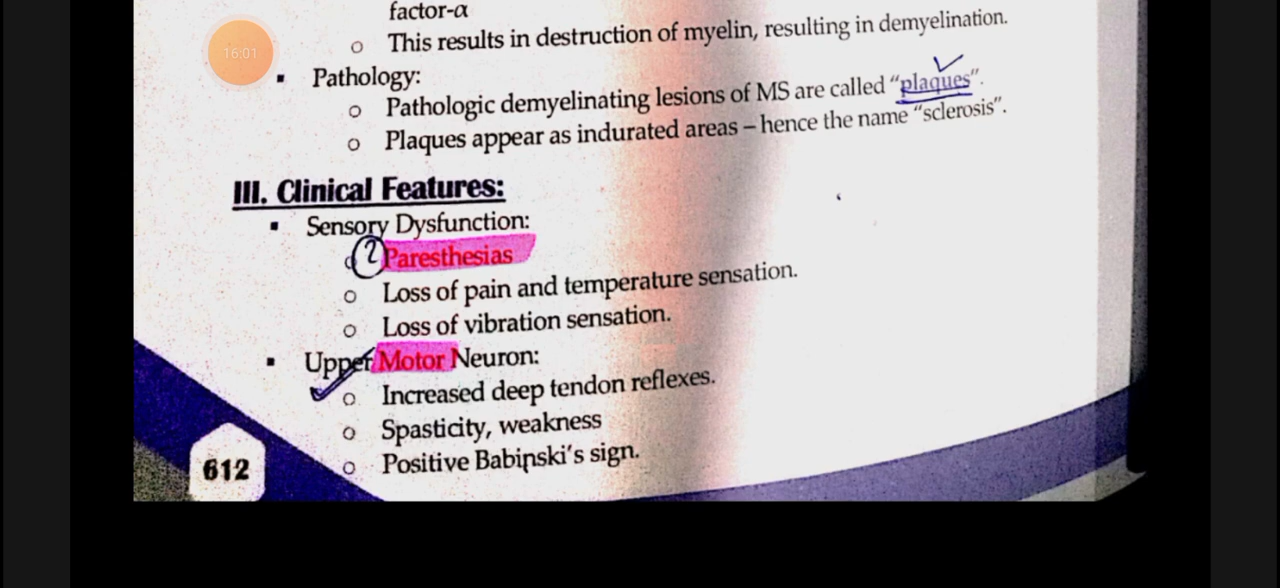 factor-α
16:01
o This results in destruction of myelin, resulting in demyelination.
▪ Pathology:
o Pathologic demyelinating lesions of MS are called “plaques”.
o Plaques appear as indurated areas – hence the name “sclerosis”.
III. Clinical Features:
▪ Sensory Dysfunction:
? Paresthesias
o Loss of pain and temperature sensation.
o Loss of vibration sensation.
▪ Upper Motor Neuron:
o Increased deep tendon reflexes.
o Spasticity, weakness
o Positive Babinski's sign.
612